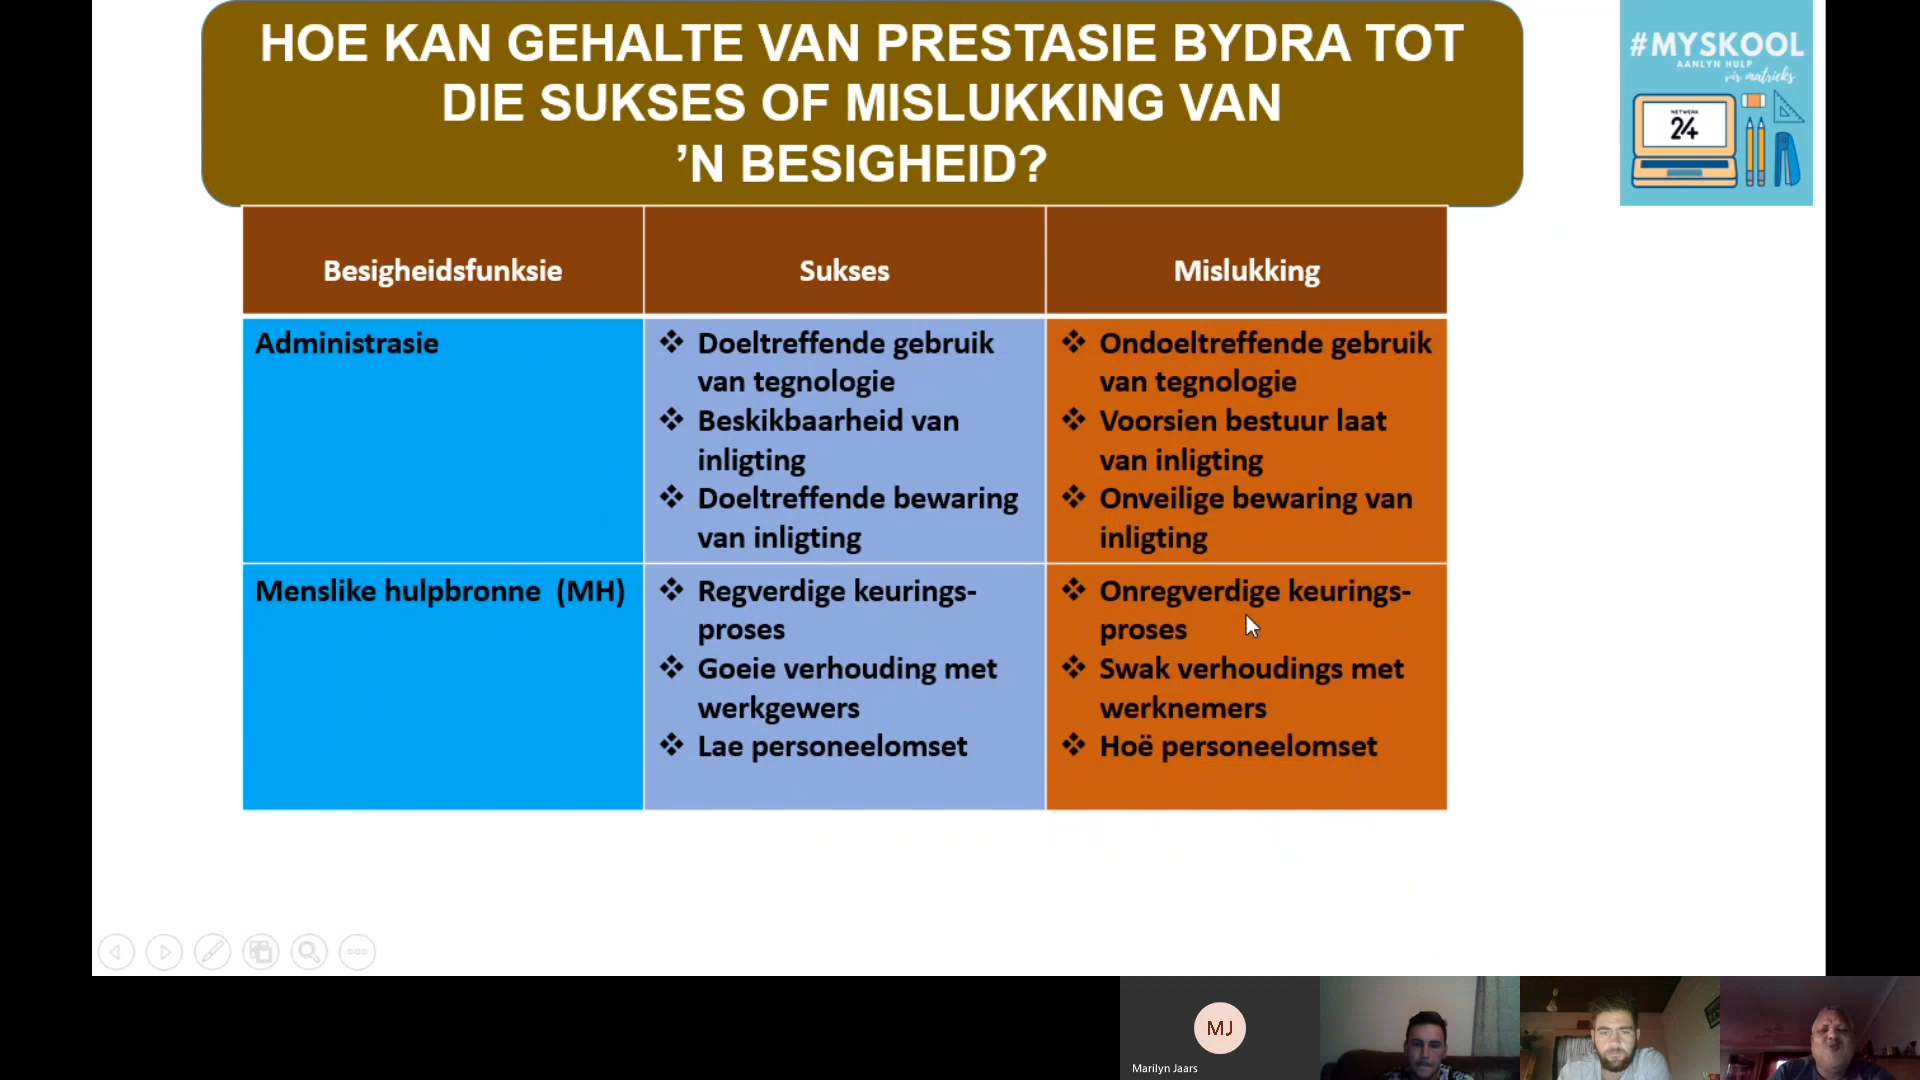 HOE KAN GEHALTE VAN PRESTASIE BYDRA TOT
DIE SUKSES OF MISLUKKING VAN
’N BESIGHEID?
#MYSKOOL
AANLYN HULP
vir matrieks
NETWERK
24
Besigheidsfunksie
Sukses
Mislukking
Administrasie
❖ Doeltreffende gebruik
van tegnologie
❖ Beskikbaarheid van
inligting
❖ Doeltreffende bewaring
van inligting
❖ Ondoeltreffende gebruik
van tegnologie
❖ Voorsien bestuur laat
van inligting
❖ Onveilige bewaring van
inligting
Menslike hulpbronne (MH)
❖ Regverdige keurings-
proses
❖ Goeie verhouding met
werkgewers
❖ Lae personeelomset
❖ Onregverdige keurings-
proses
❖ Swak verhoudings met
werknemers
❖ Hoë personeelomset
MJ
Marilyn Jaars